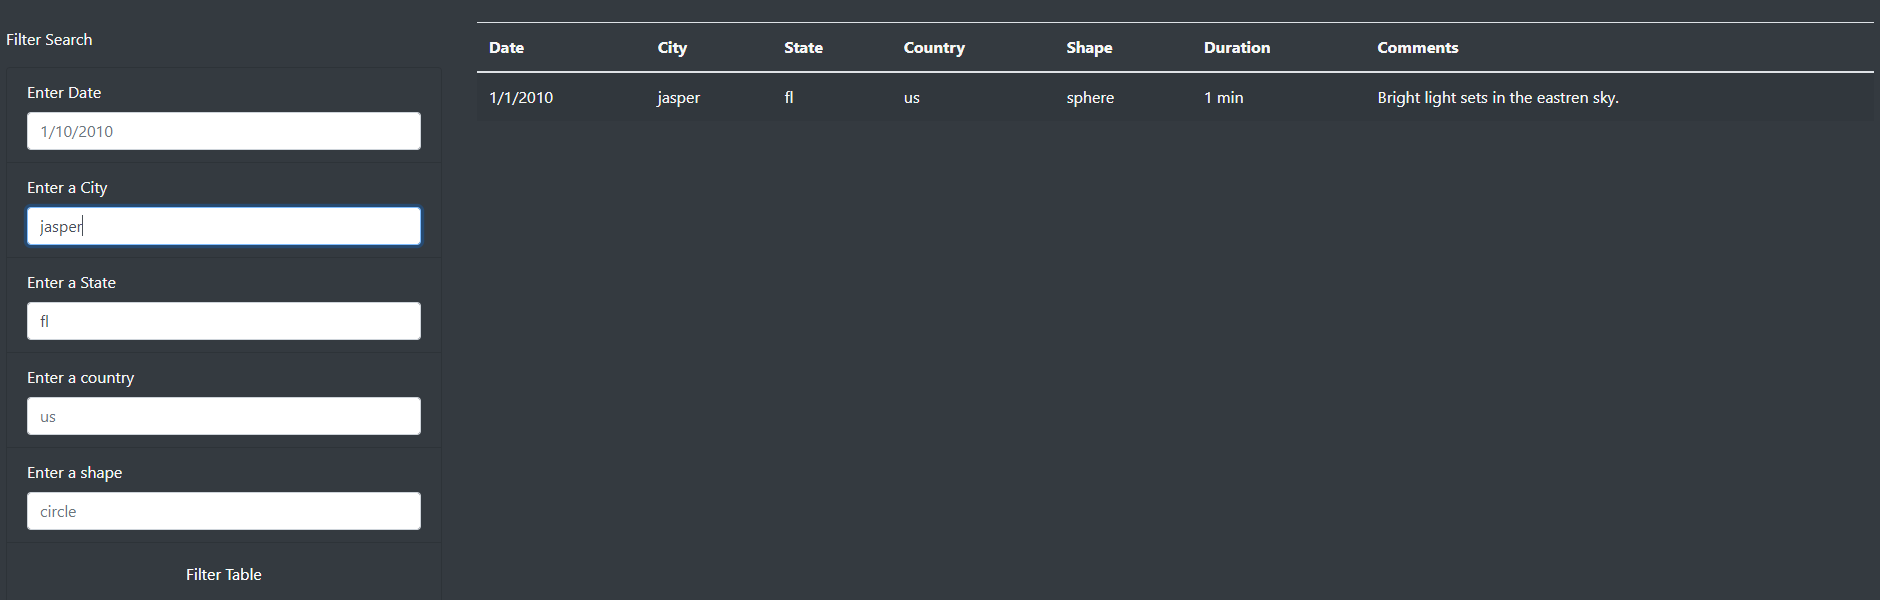 Filter Search
Enter Date
1/10/2010
Enter a City
jasper
Enter a State
fl
Enter a country
us
Enter a shape
circle
Filter Table
Date City State Country Shape Duration Comments
1/1/2010 jasper fl us sphere 1 min Bright light sets in the eastren sky.